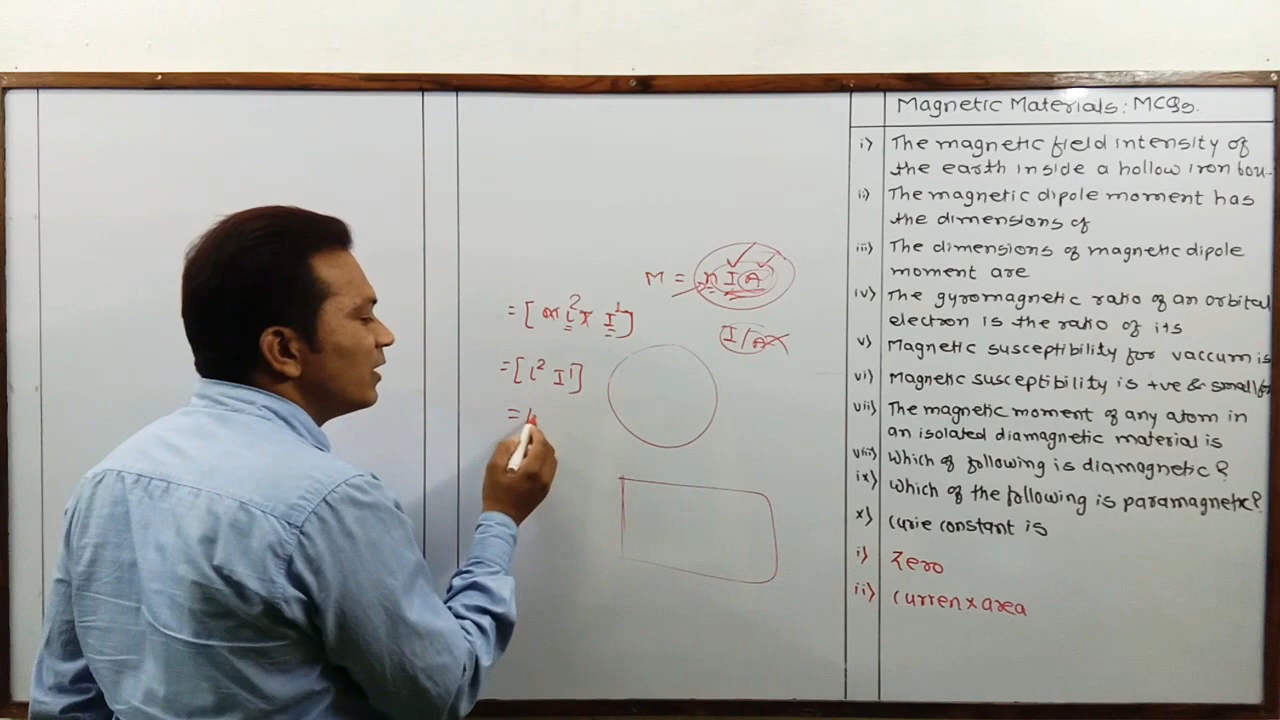 M = n I A
I/A
= [ l² x I¹ ]
= [ l² I¹ ]
=
Magnetic Materials: MCQs.
i) The magnetic field intensity of
the earth inside a hollow iron box.
ii) The magnetic dipole moment has
the dimensions of
iii) The dimensions of magnetic dipole
moment are
iv) The gyromagnetic ratio of an orbital
electron is the ratio of its
v) Magnetic susceptibility for vaccum is
vi) Magnetic susceptibility is +ve & small for
vii) The magnetic moment of any atom in
an isolated diamagnetic material is
viii) Which of following is diamagnetic?
ix) Which of the following is paramagnetic?
x) Curie constant is
i) Zero
ii) Curren x area